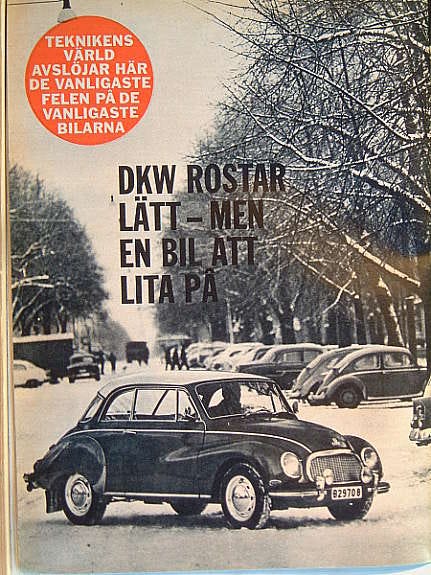 TEKNIKENS
VÄRLD
AVSLÖJAR HÄR
DE VANLIGASTE
FELEN PÅ DE
VANLIGASTE
BILARNA
DKW ROSTAR
LÄTT – MEN
EN BIL ATT
LITA PÅ
B29708